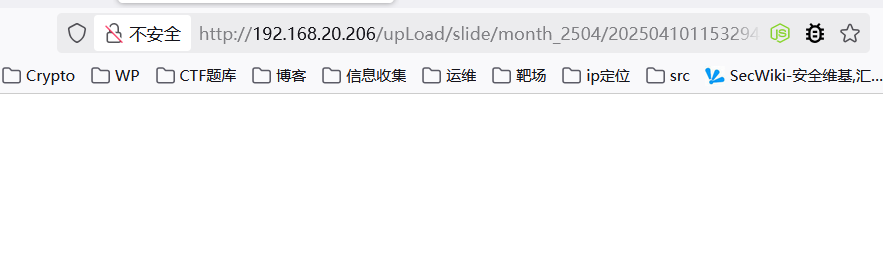 不安全 http://192.168.20.206/upLoad/slide/month_2504/202504101153294
Crypto WP CTF题库 博客 信息收集 运维 靶场 ip定位 src SecWiki-安全维基,汇...